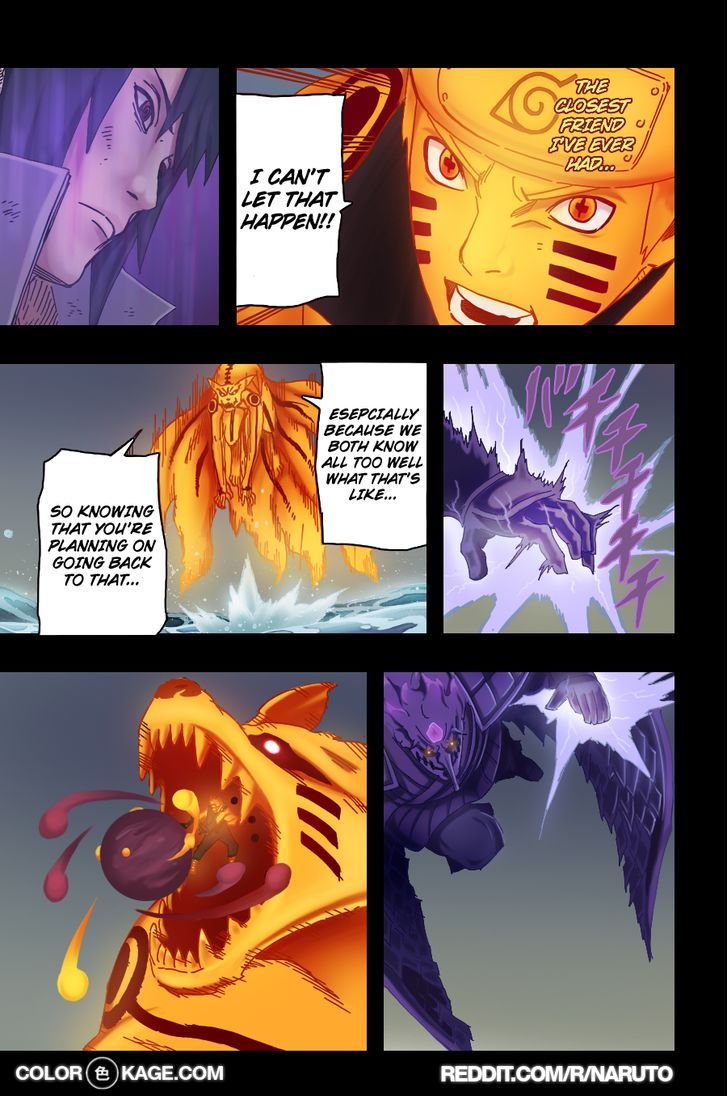 THE
CLOSEST
FRIEND
I'VE EVER
HAD...
I CAN'T
LET THAT
HAPPEN!!
ESEPCIALLY
BECAUSE WE
BOTH KNOW
ALL TOO WELL
WHAT THAT'S
LIKE...
SO KNOWING
THAT YOU'RE
PLANNING ON
GOING BACK
TO THAT...
チチチチチ
COLOR 色 KAGE.COM
REDDIT.COM/R/NARUTO